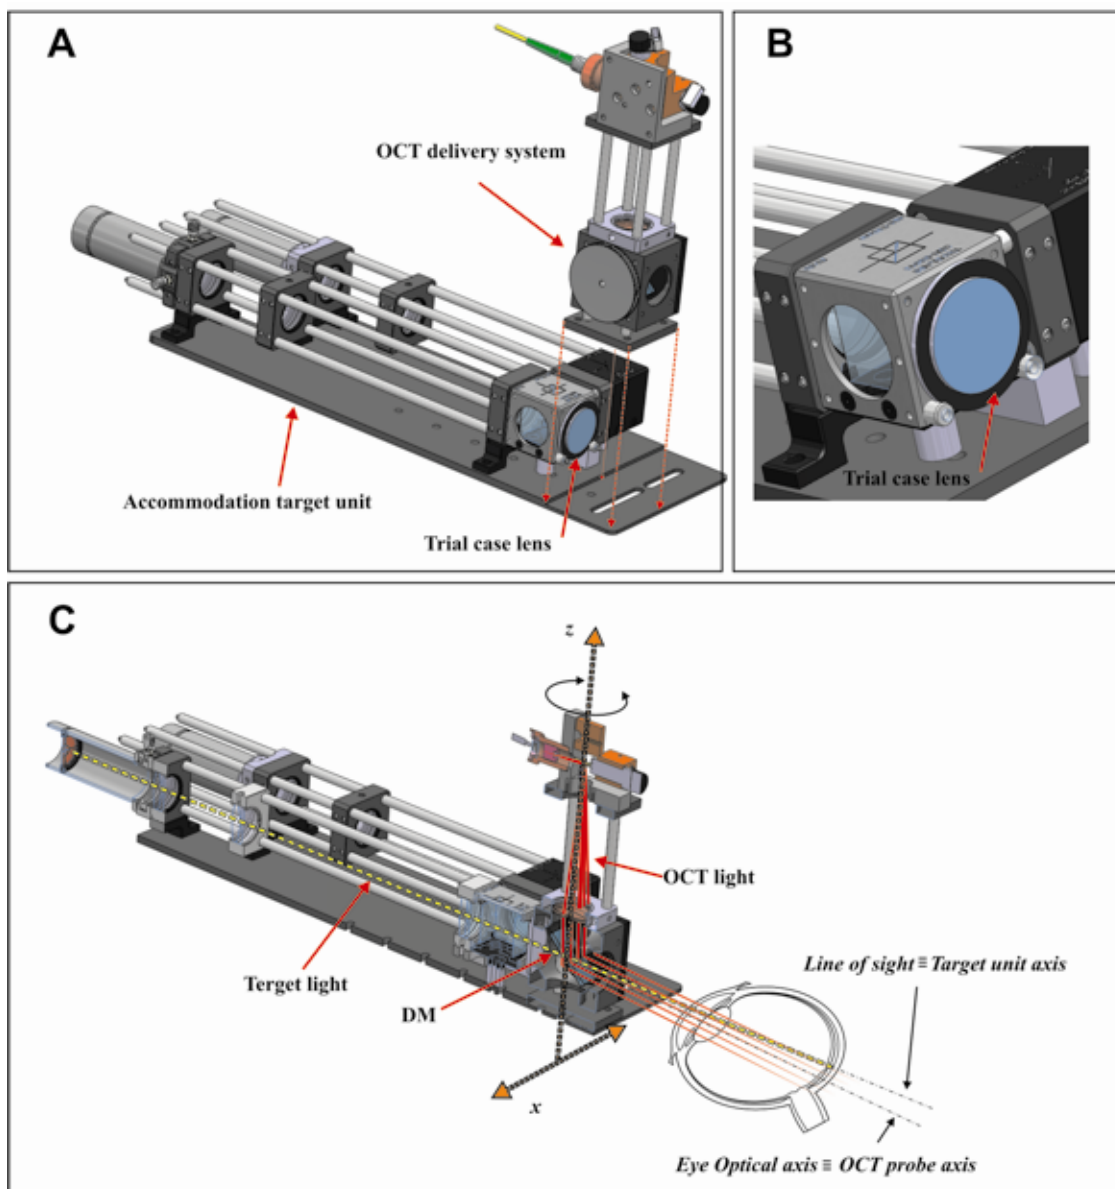 A
OCT delivery system
Accommodation target unit
Trial case lens
B
Trial case lens
C
z
OCT light
Terget light
DM
x
Line of sight ≡ Target unit axis
Eye Optical axis ≡ OCT probe axis